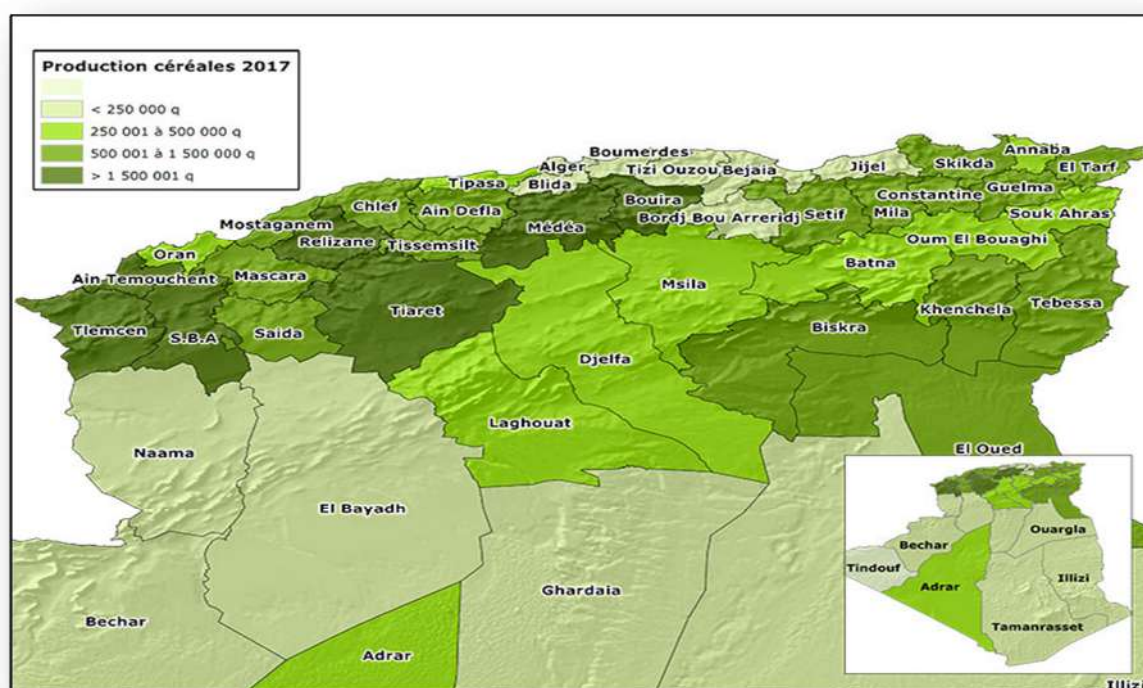 Production céréales 2017
< 250 000 q
250 001 à 500 000 q
500 001 à 1 500 000 q
> 1 500 001 q
Boumerdes
Alger
Tizi Ouzou
Bejaia
Jijel
Skikda
Annaba
El Tarf
Tipasa
Blida
Constantine
Guelma
Chlef
Ain Defla
Bouira
Bordj Bou Arreridj
Setif
Mila
Souk Ahras
Mostaganem
Médéa
Relizane
Tissemsilt
Oum El Bouaghi
Oran
Batna
Ain Temouchent
Mascara
Msila
Khenchela
Tebessa
Tiaret
Tlemcen
S.B.A
Saida
Biskra
Djelfa
Laghouat
Naama
El Oued
El Bayadh
Ghardaia
Bechar
Adrar
Illizi
Ouargla
Bechar
Tindouf
Adrar
Illizi
Tamanrasset